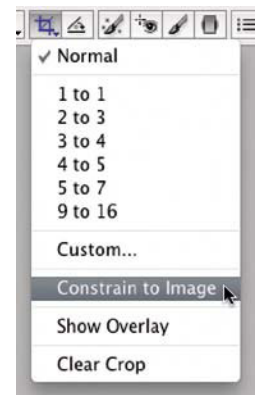 Normal
1 to 1
2 to 3
3 to 4
4 to 5
5 to 7
9 to 16
Custom...
Constrain to Image
Show Overlay
Clear Crop